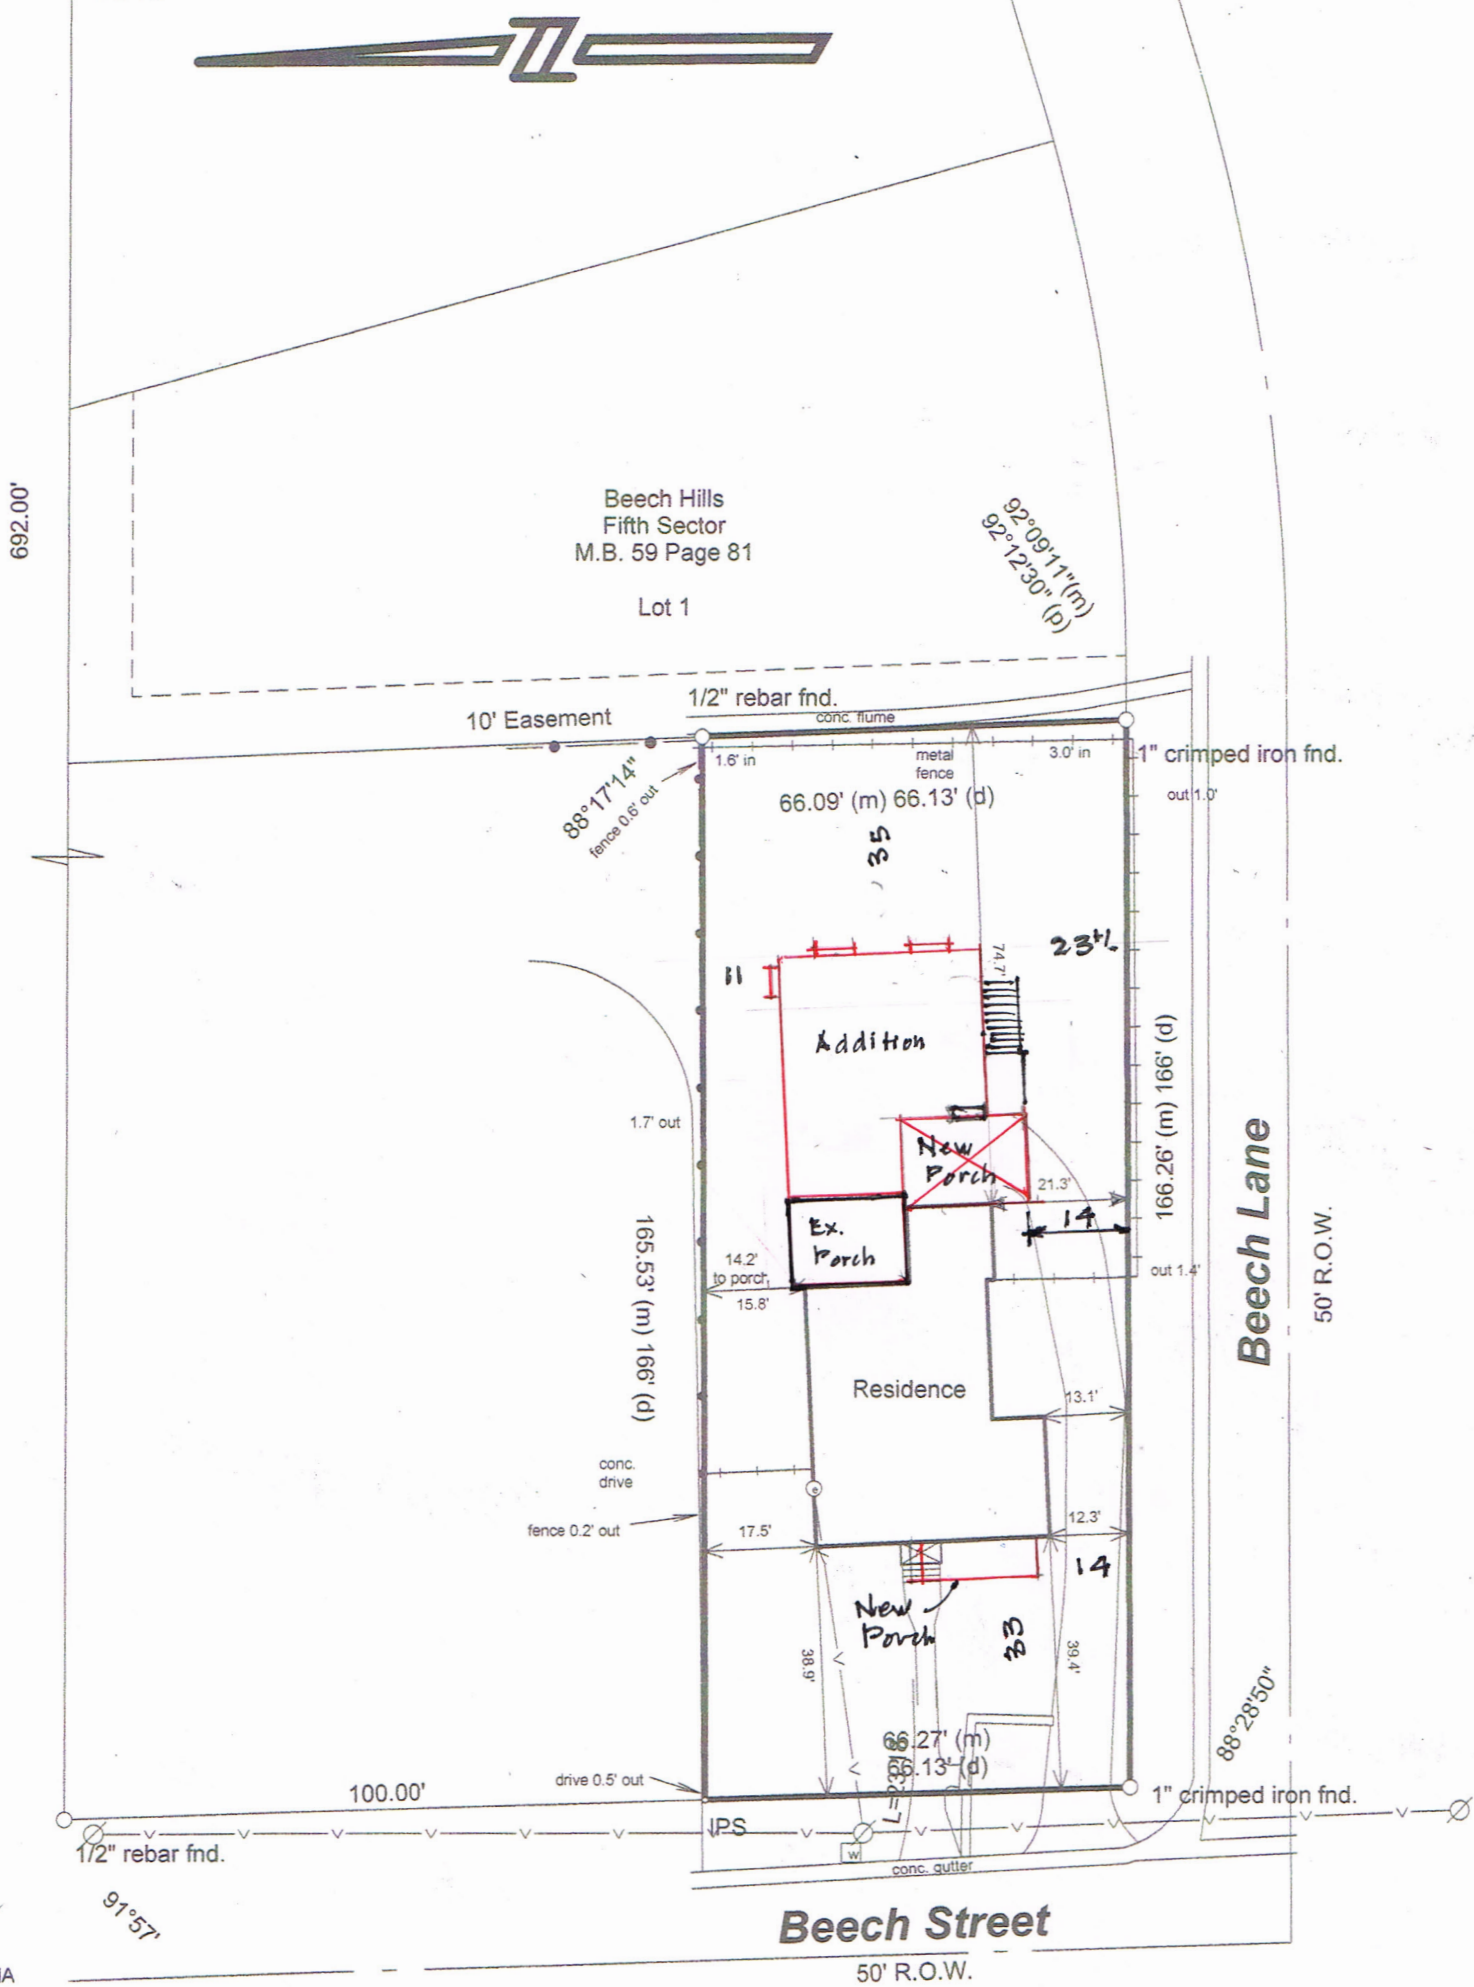 692.00'
Beech Hills
Fifth Sector
M.B. 59 Page 81
Lot 1
92°09'11"(m)
92°12'30" (p)
1/2" rebar fnd.
10' Easement
conc. flume
1" crimped iron fnd.
1.6' in
metal
fence
3.0' in
88°17'14"
fence 0.6' out
66.09' (m) 66.13' (d)
out 1.0'
35
23+/-
11
74.7'
Addition
166.26' (m) 166' (d)
1.7' out
New
Porch
21.3'
14
Beech Lane
50' R.O.W.
Ex.
Porch
165.53' (m) 166' (d)
14.2'
to porch
15.8'
out 1.4'
Residence
13.1'
conc.
drive
e
fence 0.2' out
17.5'
12.3'
14
New
Porch
33
38.9'
39.4'
88°28'50"
66.27' (m)
66.13' (d)
drive 0.5' out
100.00'
1" crimped iron fnd.
IPS
1/2" rebar fnd.
W
conc. gutter
91°57'
Beech Street
50' R.O.W.